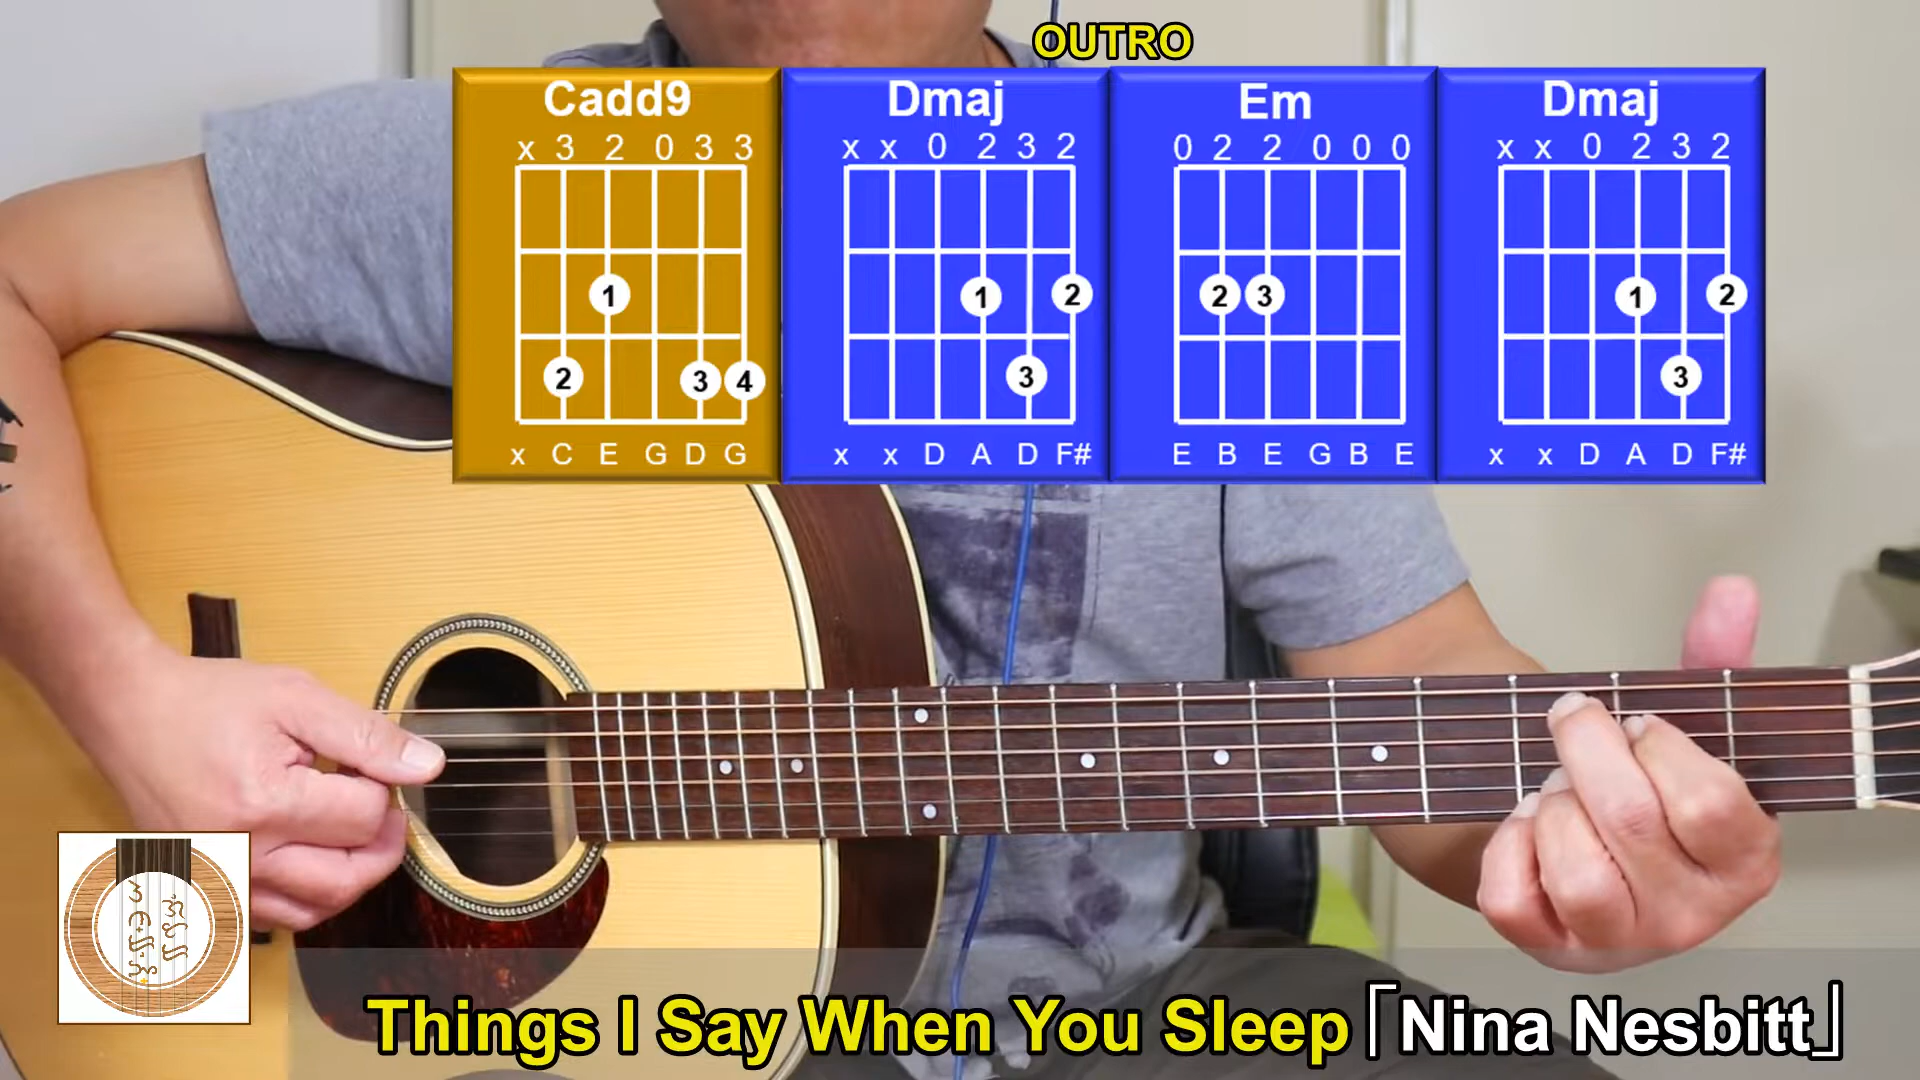 OUTRO
Cadd9
x 3 2 0 3 3
1
2 3 4
x C E G D G
Dmaj
x x 0 2 3 2
1 2
3
x x D A D F#
Em
0 2 2 0 0 0
2 3
E B E G B E
Dmaj
x x 0 2 3 2
1 2
3
x x D A D F#
Things I Say When You Sleep「Nina Nesbitt」